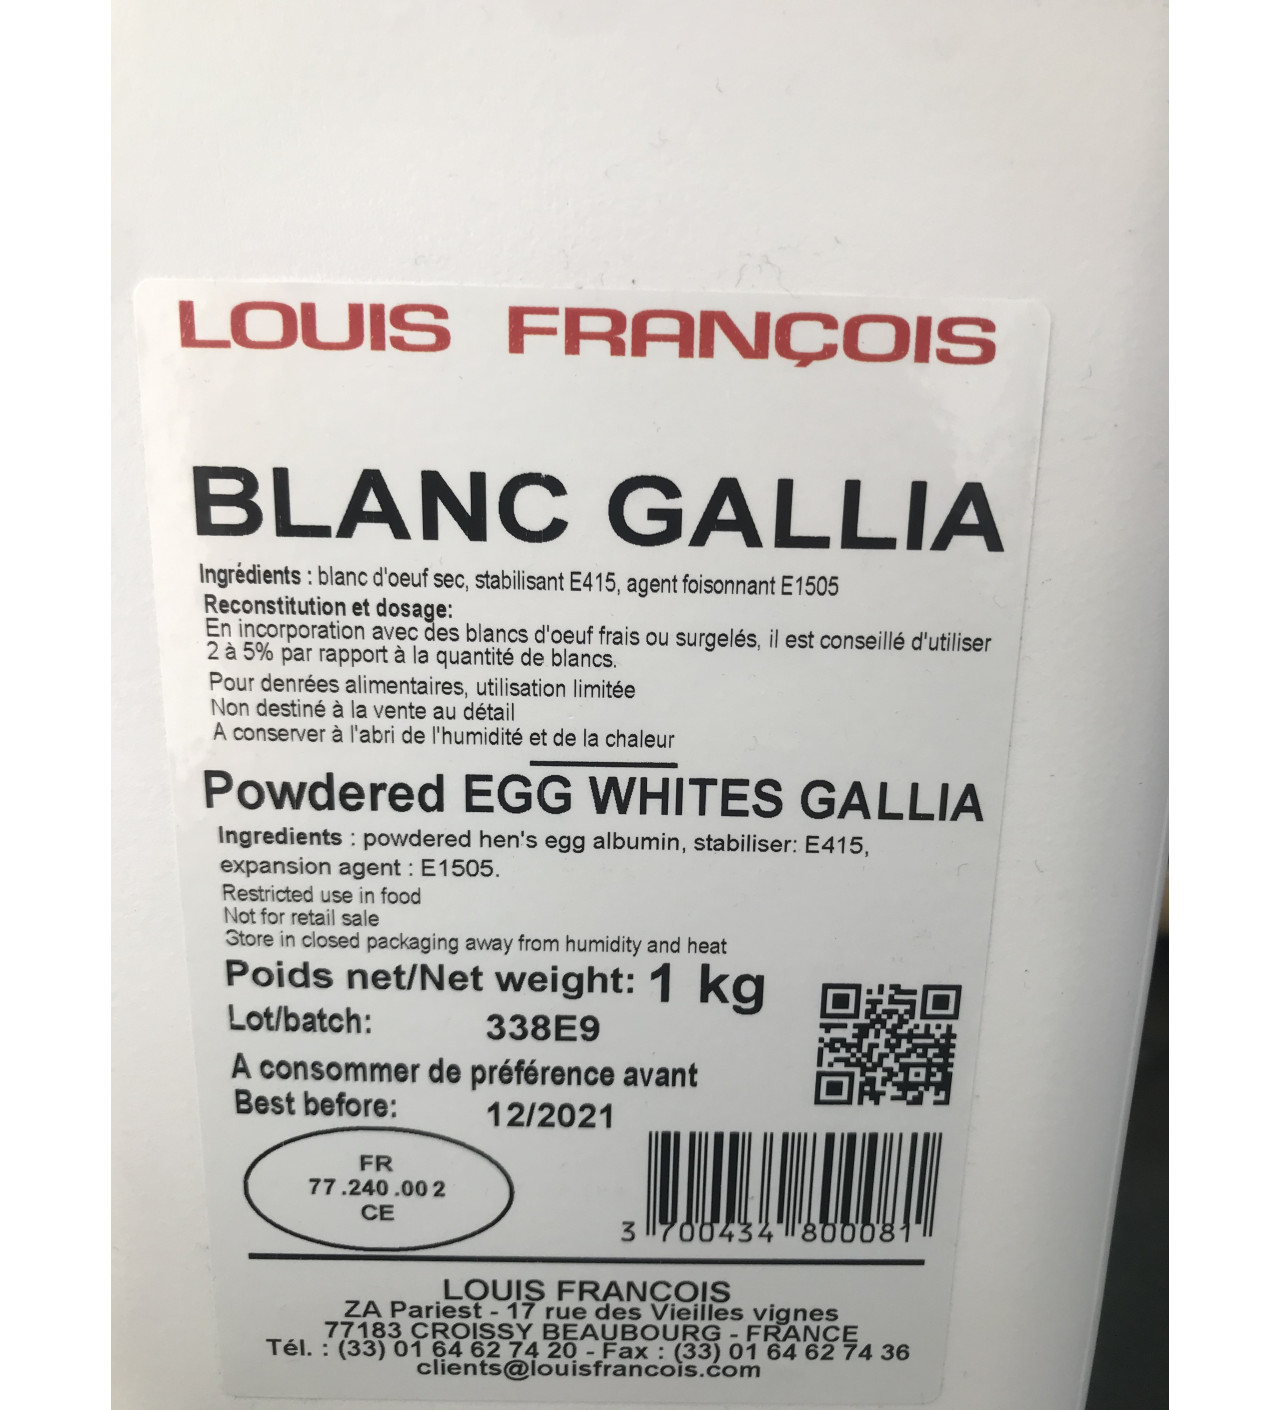 LOUIS FRANÇOIS
BLANC GALLIA
Ingrédients : blanc d'oeuf sec, stabilisant E415, agent foisonnant E1505
Reconstitution et dosage:
En incorporation avec des blancs d'oeuf frais ou surgelés, il est conseillé d'utiliser
2 à 5% par rapport à la quantité de blancs.
Pour denrées alimentaires, utilisation limitée
Non destiné à la vente au détail
A conserver à l'abri de l'humidité et de la chaleur
Powdered EGG WHITES GALLIA
Ingredients : powdered hen's egg albumin, stabiliser: E415,
expansion agent : E1505.
Restricted use in food
Not for retail sale
Store in closed packaging away from humidity and heat
Poids net/Net weight: 1 kg
Lot/batch: 338E9
A consommer de préférence avant
Best before: 12/2021
FR
77.240.002
CE
3 700434 800081
LOUIS FRANCOIS
ZA Pariest - 17 rue des Vieilles vignes
77183 CROISSY BEAUBOURG - FRANCE
Tél. : (33) 01 64 62 74 20 - Fax : (33) 01 64 62 74 36
clients@louisfrancois.com